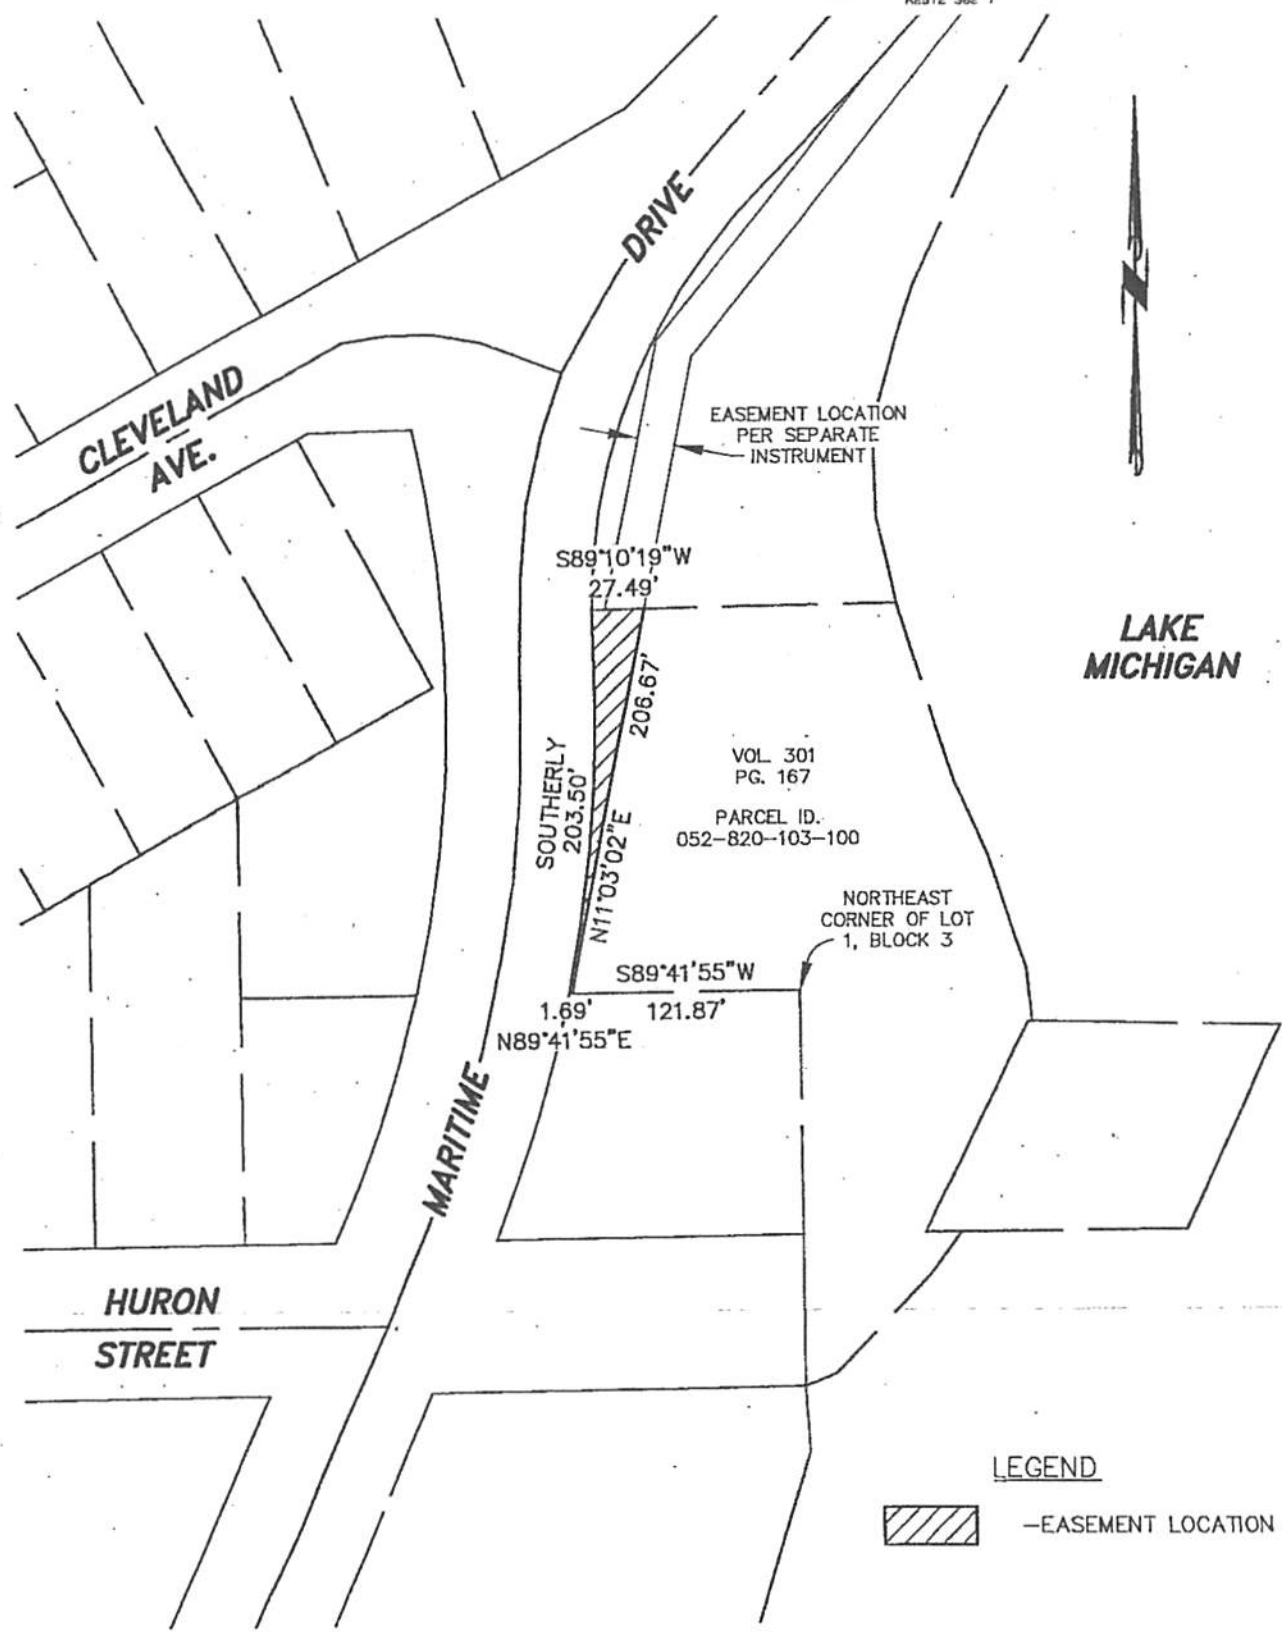 DRIVE
CLEVELAND
AVE.
EASEMENT LOCATION
PER SEPARATE
INSTRUMENT
N
S89°10'19"W
27.49'
LAKE
MICHIGAN
206.67'
SOUTHERLY
203.50'
VOL. 301
PG. 167
PARCEL ID.
052-820-103-100
N11°03'02"E
NORTHEAST
CORNER OF LOT
1, BLOCK 3
S89°41'55"W
121.87'
1.69'
N89°41'55"E
MARITIME
HURON
STREET
LEGEND
-EASEMENT LOCATION